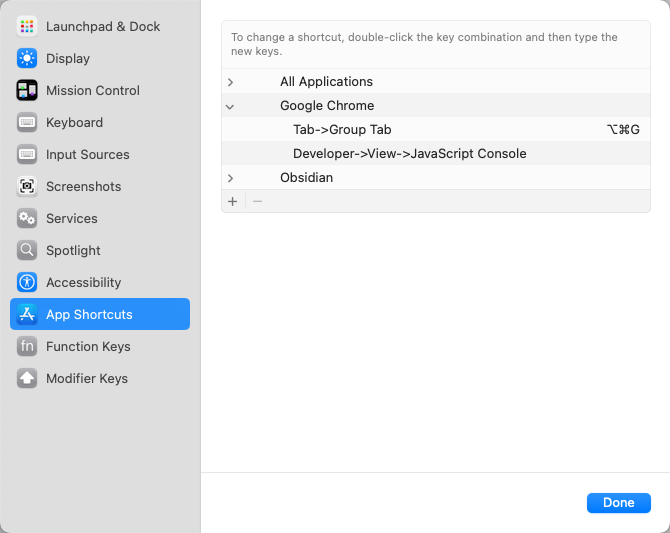 Launchpad & Dock
Display
Mission Control
Keyboard
Input Sources
Screenshots
Services
Spotlight
Accessibility
App Shortcuts
fn Function Keys
Modifier Keys
To change a shortcut, double-click the key combination and then type the
new keys.
All Applications
Google Chrome
Tab->Group Tab ⌥⌘G
Developer->View->JavaScript Console
Obsidian
+ −
Done